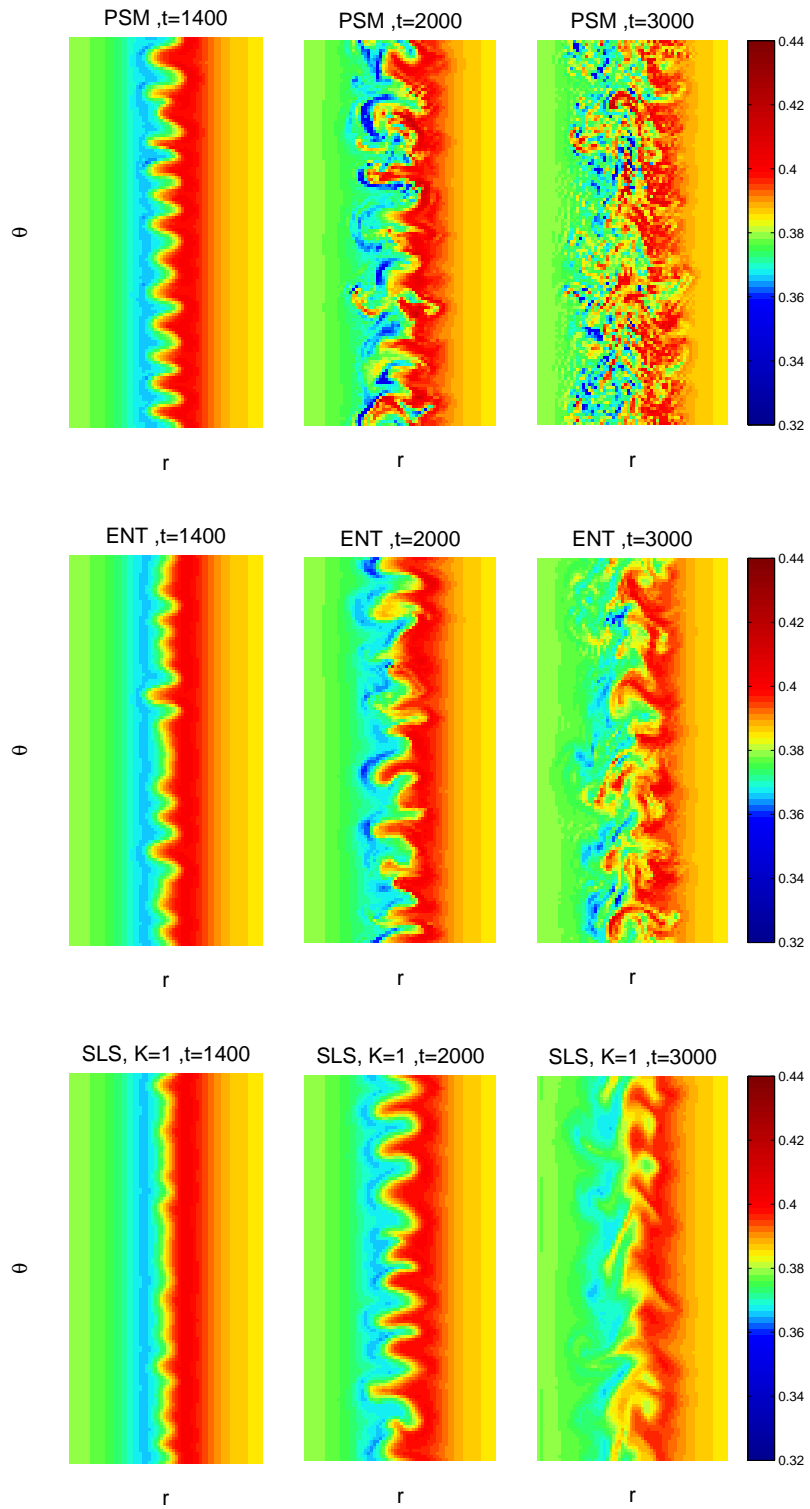 PSM ,t=1400
PSM ,t=2000
PSM ,t=3000
0.44
0.42
0.4
0.38
0.36
0.34
0.32
θ
r
r
r
ENT ,t=1400
ENT ,t=2000
ENT ,t=3000
0.44
0.42
0.4
0.38
0.36
0.34
0.32
θ
r
r
r
SLS, K=1 ,t=1400
SLS, K=1 ,t=2000
SLS, K=1 ,t=3000
0.44
0.42
0.4
0.38
0.36
0.34
0.32
θ
r
r
r